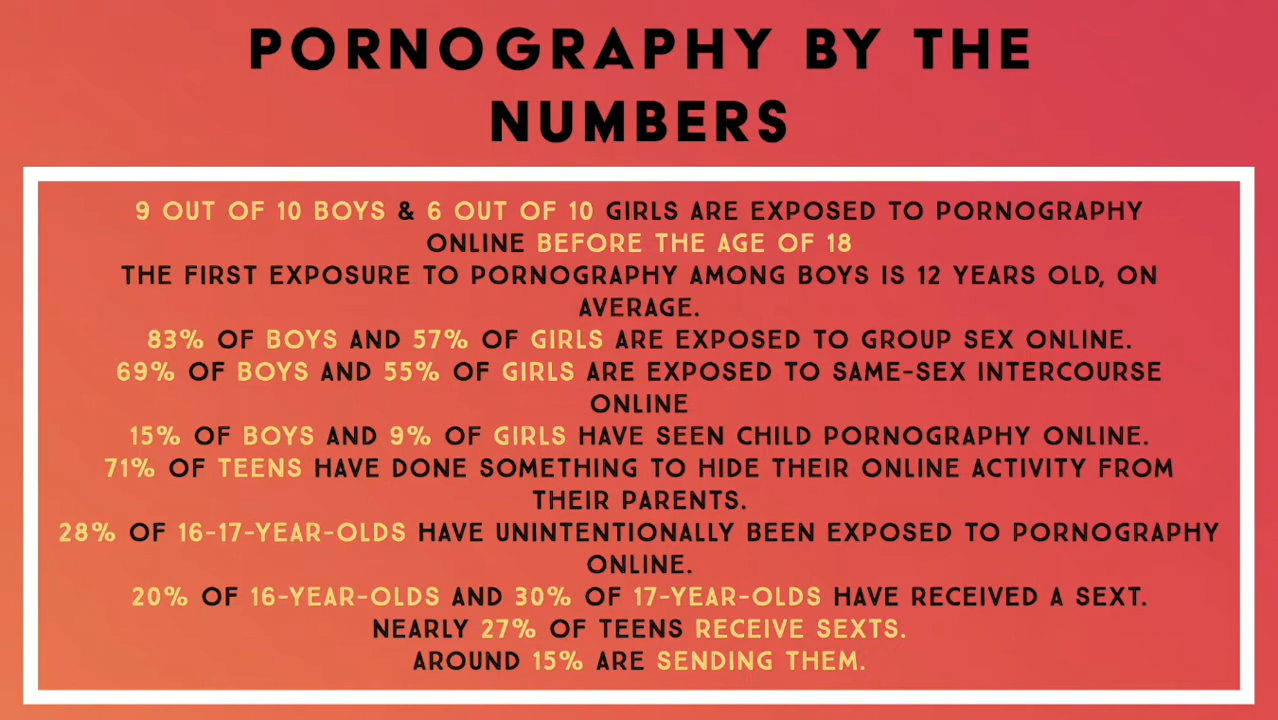 PORNOGRAPHY BY THE
NUMBERS
9 OUT OF 10 BOYS & 6 OUT OF 10 GIRLS ARE EXPOSED TO PORNOGRAPHY
ONLINE BEFORE THE AGE OF 18
THE FIRST EXPOSURE TO PORNOGRAPHY AMONG BOYS IS 12 YEARS OLD, ON
AVERAGE.
83% OF BOYS AND 57% OF GIRLS ARE EXPOSED TO GROUP SEX ONLINE.
69% OF BOYS AND 55% OF GIRLS ARE EXPOSED TO SAME-SEX INTERCOURSE
ONLINE
15% OF BOYS AND 9% OF GIRLS HAVE SEEN CHILD PORNOGRAPHY ONLINE.
71% OF TEENS HAVE DONE SOMETHING TO HIDE THEIR ONLINE ACTIVITY FROM
THEIR PARENTS.
28% OF 16-17-YEAR-OLDS HAVE UNINTENTIONALLY BEEN EXPOSED TO PORNOGRAPHY
ONLINE.
20% OF 16-YEAR-OLDS AND 30% OF 17-YEAR-OLDS HAVE RECEIVED A SEXT.
NEARLY 27% OF TEENS RECEIVE SEXTS.
AROUND 15% ARE SENDING THEM.